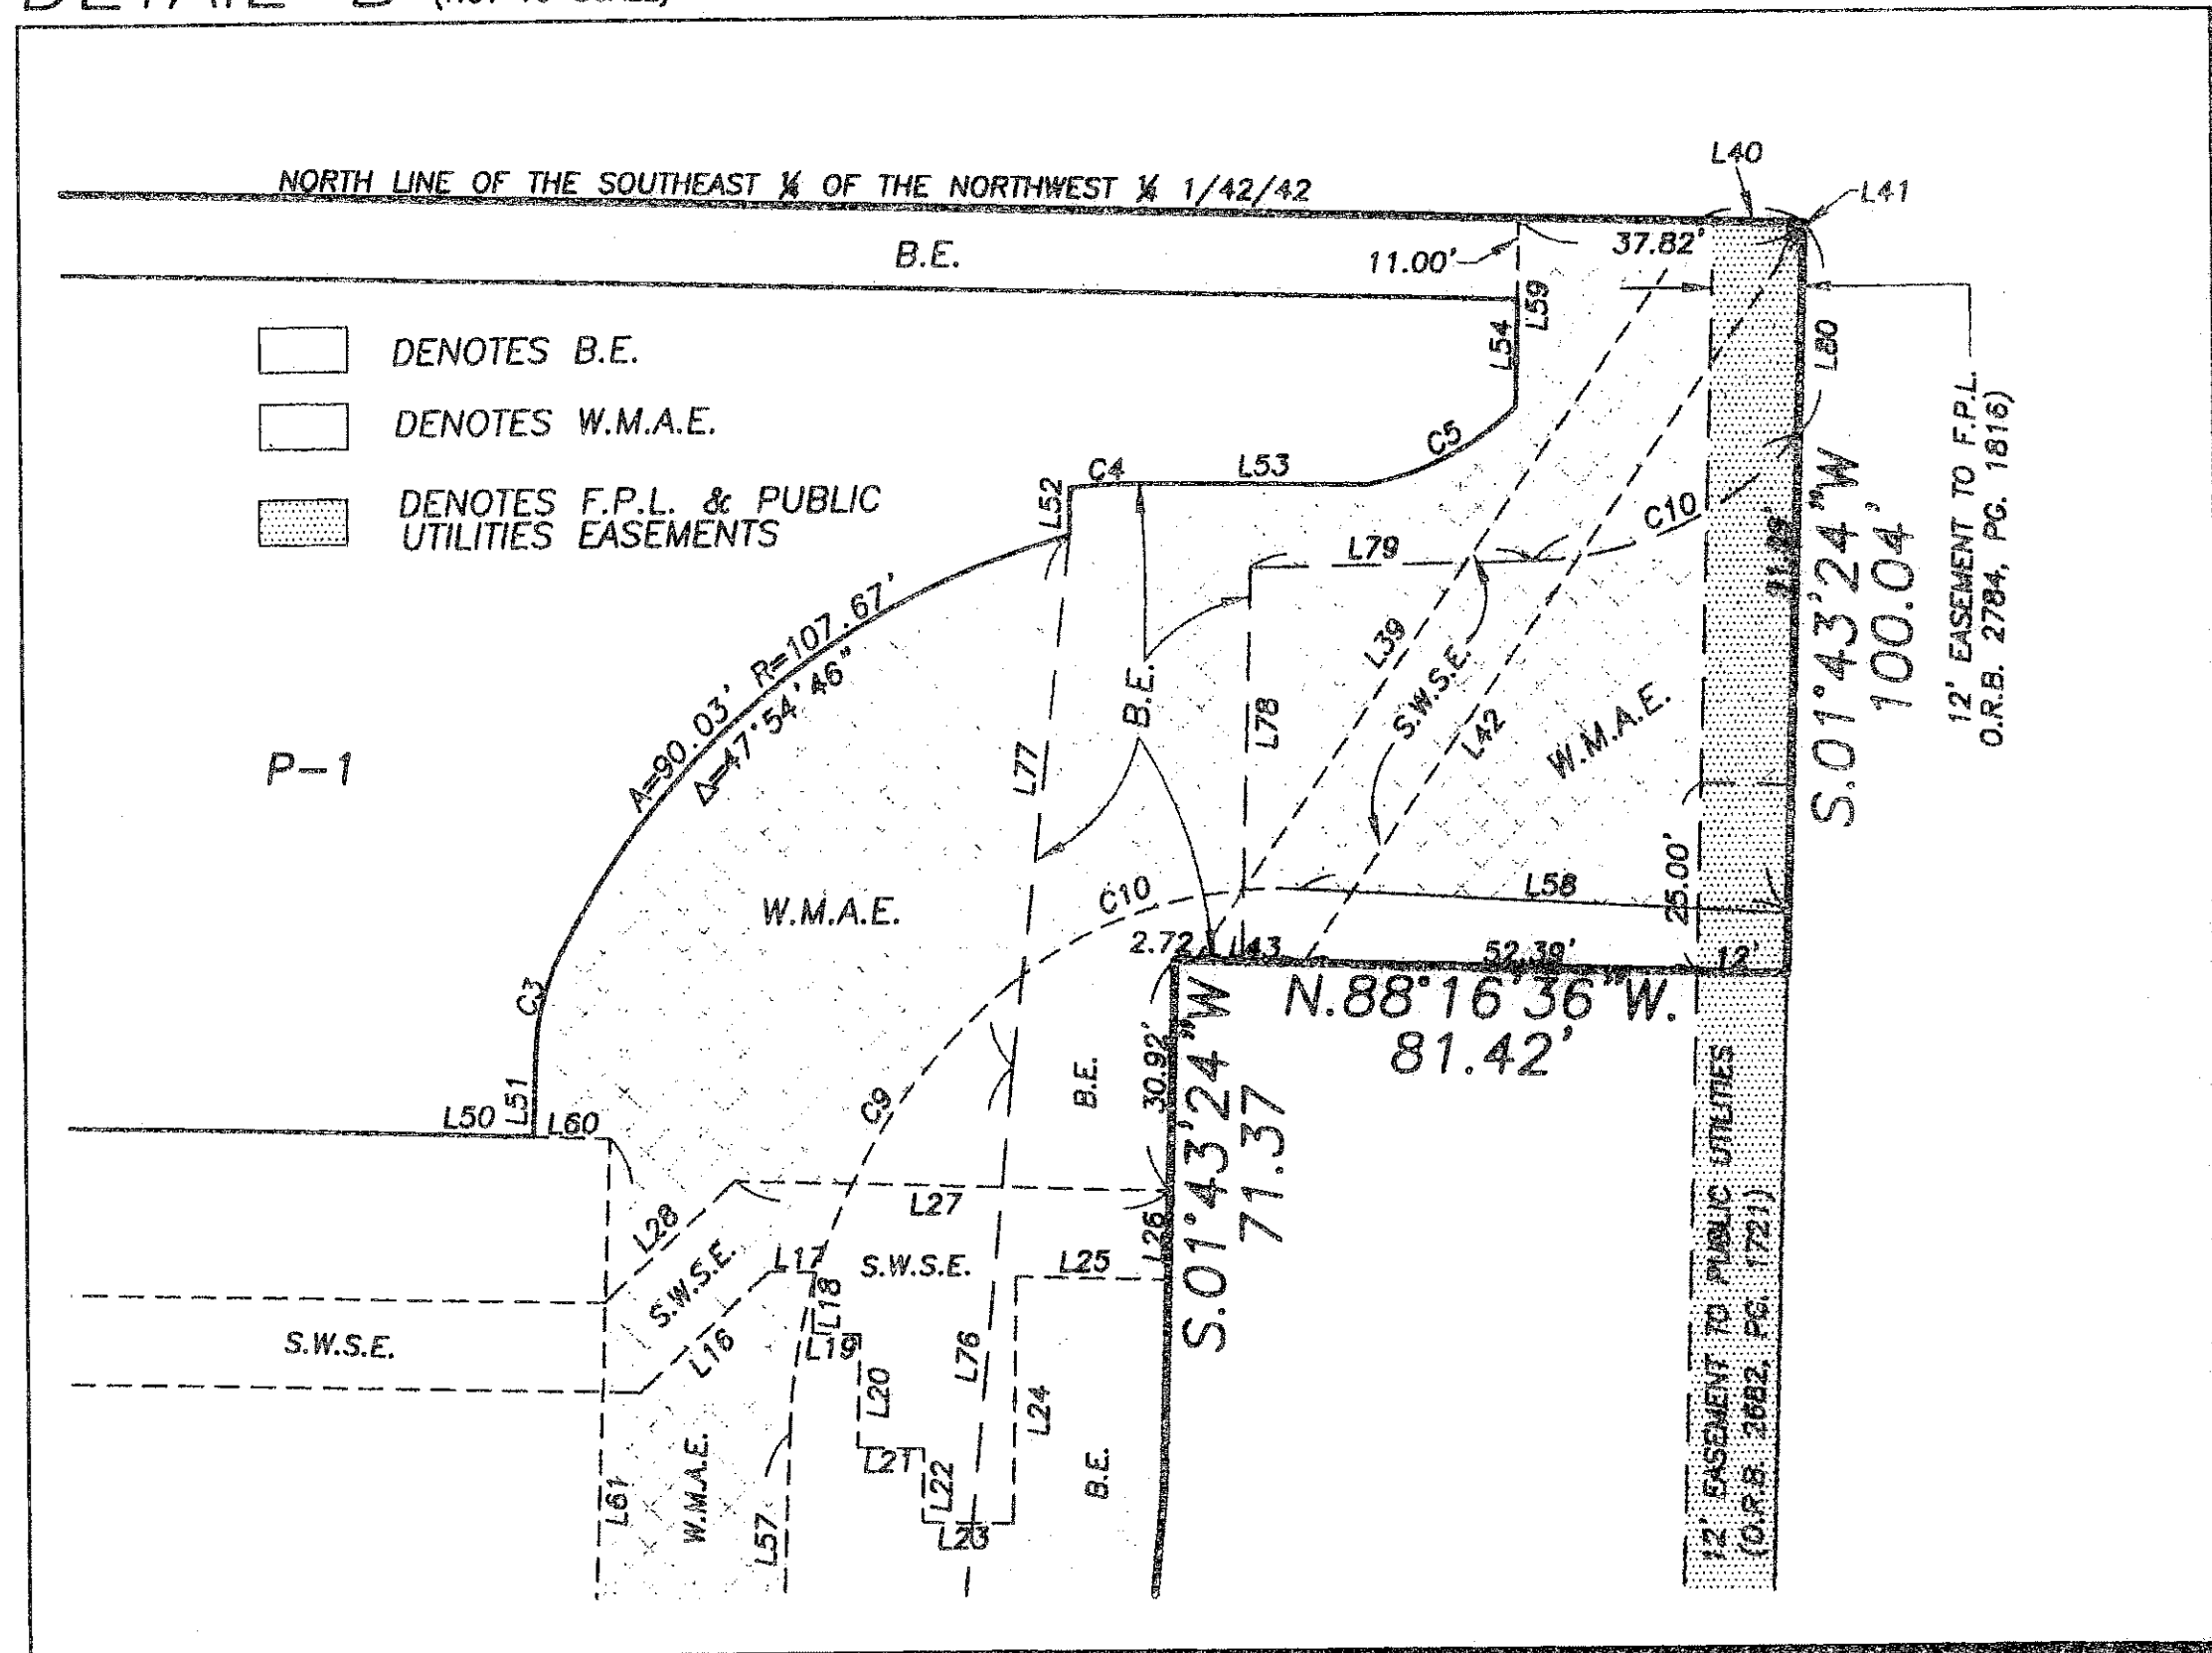 NORTH LINE OF THE SOUTHEAST ¼ OF THE NORTHWEST ¼ 1/42/42
L40
L41
B.E.
11.00'
37.82'
L59
L54
L80
DENOTES B.E.
DENOTES W.M.A.E.
DENOTES F.P.L. & PUBLIC
UTILITIES EASEMENTS
12' EASEMENT TO F.P.L.
O.R.B. 2784, PG. 1816)
L52
C4
L53
C5
C10
L79
S.01°43'24"W
100.04'
A=90.03' R=107.67'
Δ=47°54'46"
P-1
L77
B.E.
L78
L39
S.W.S.E.
L42
W.M.A.E.
25.00'
W.M.A.E.
C10
L58
2.72
L43
52.39'
12'
N.88°16'36"W.
81.42'
C3
C9
B.E.
30.92'
S.01°43'24"W
71.37
L50
L51
L60
L28
L27
L26
S.W.S.E.
L17
S.W.S.E.
L25
L18
L19
S.W.S.E.
L16
L20
L76
L24
L21
L22
L23
B.E.
L61
W.M.A.E.
L57
12' EASEMENT TO PUBLIC UTILITIES
(O.R.B. 2682, PG. 1721)